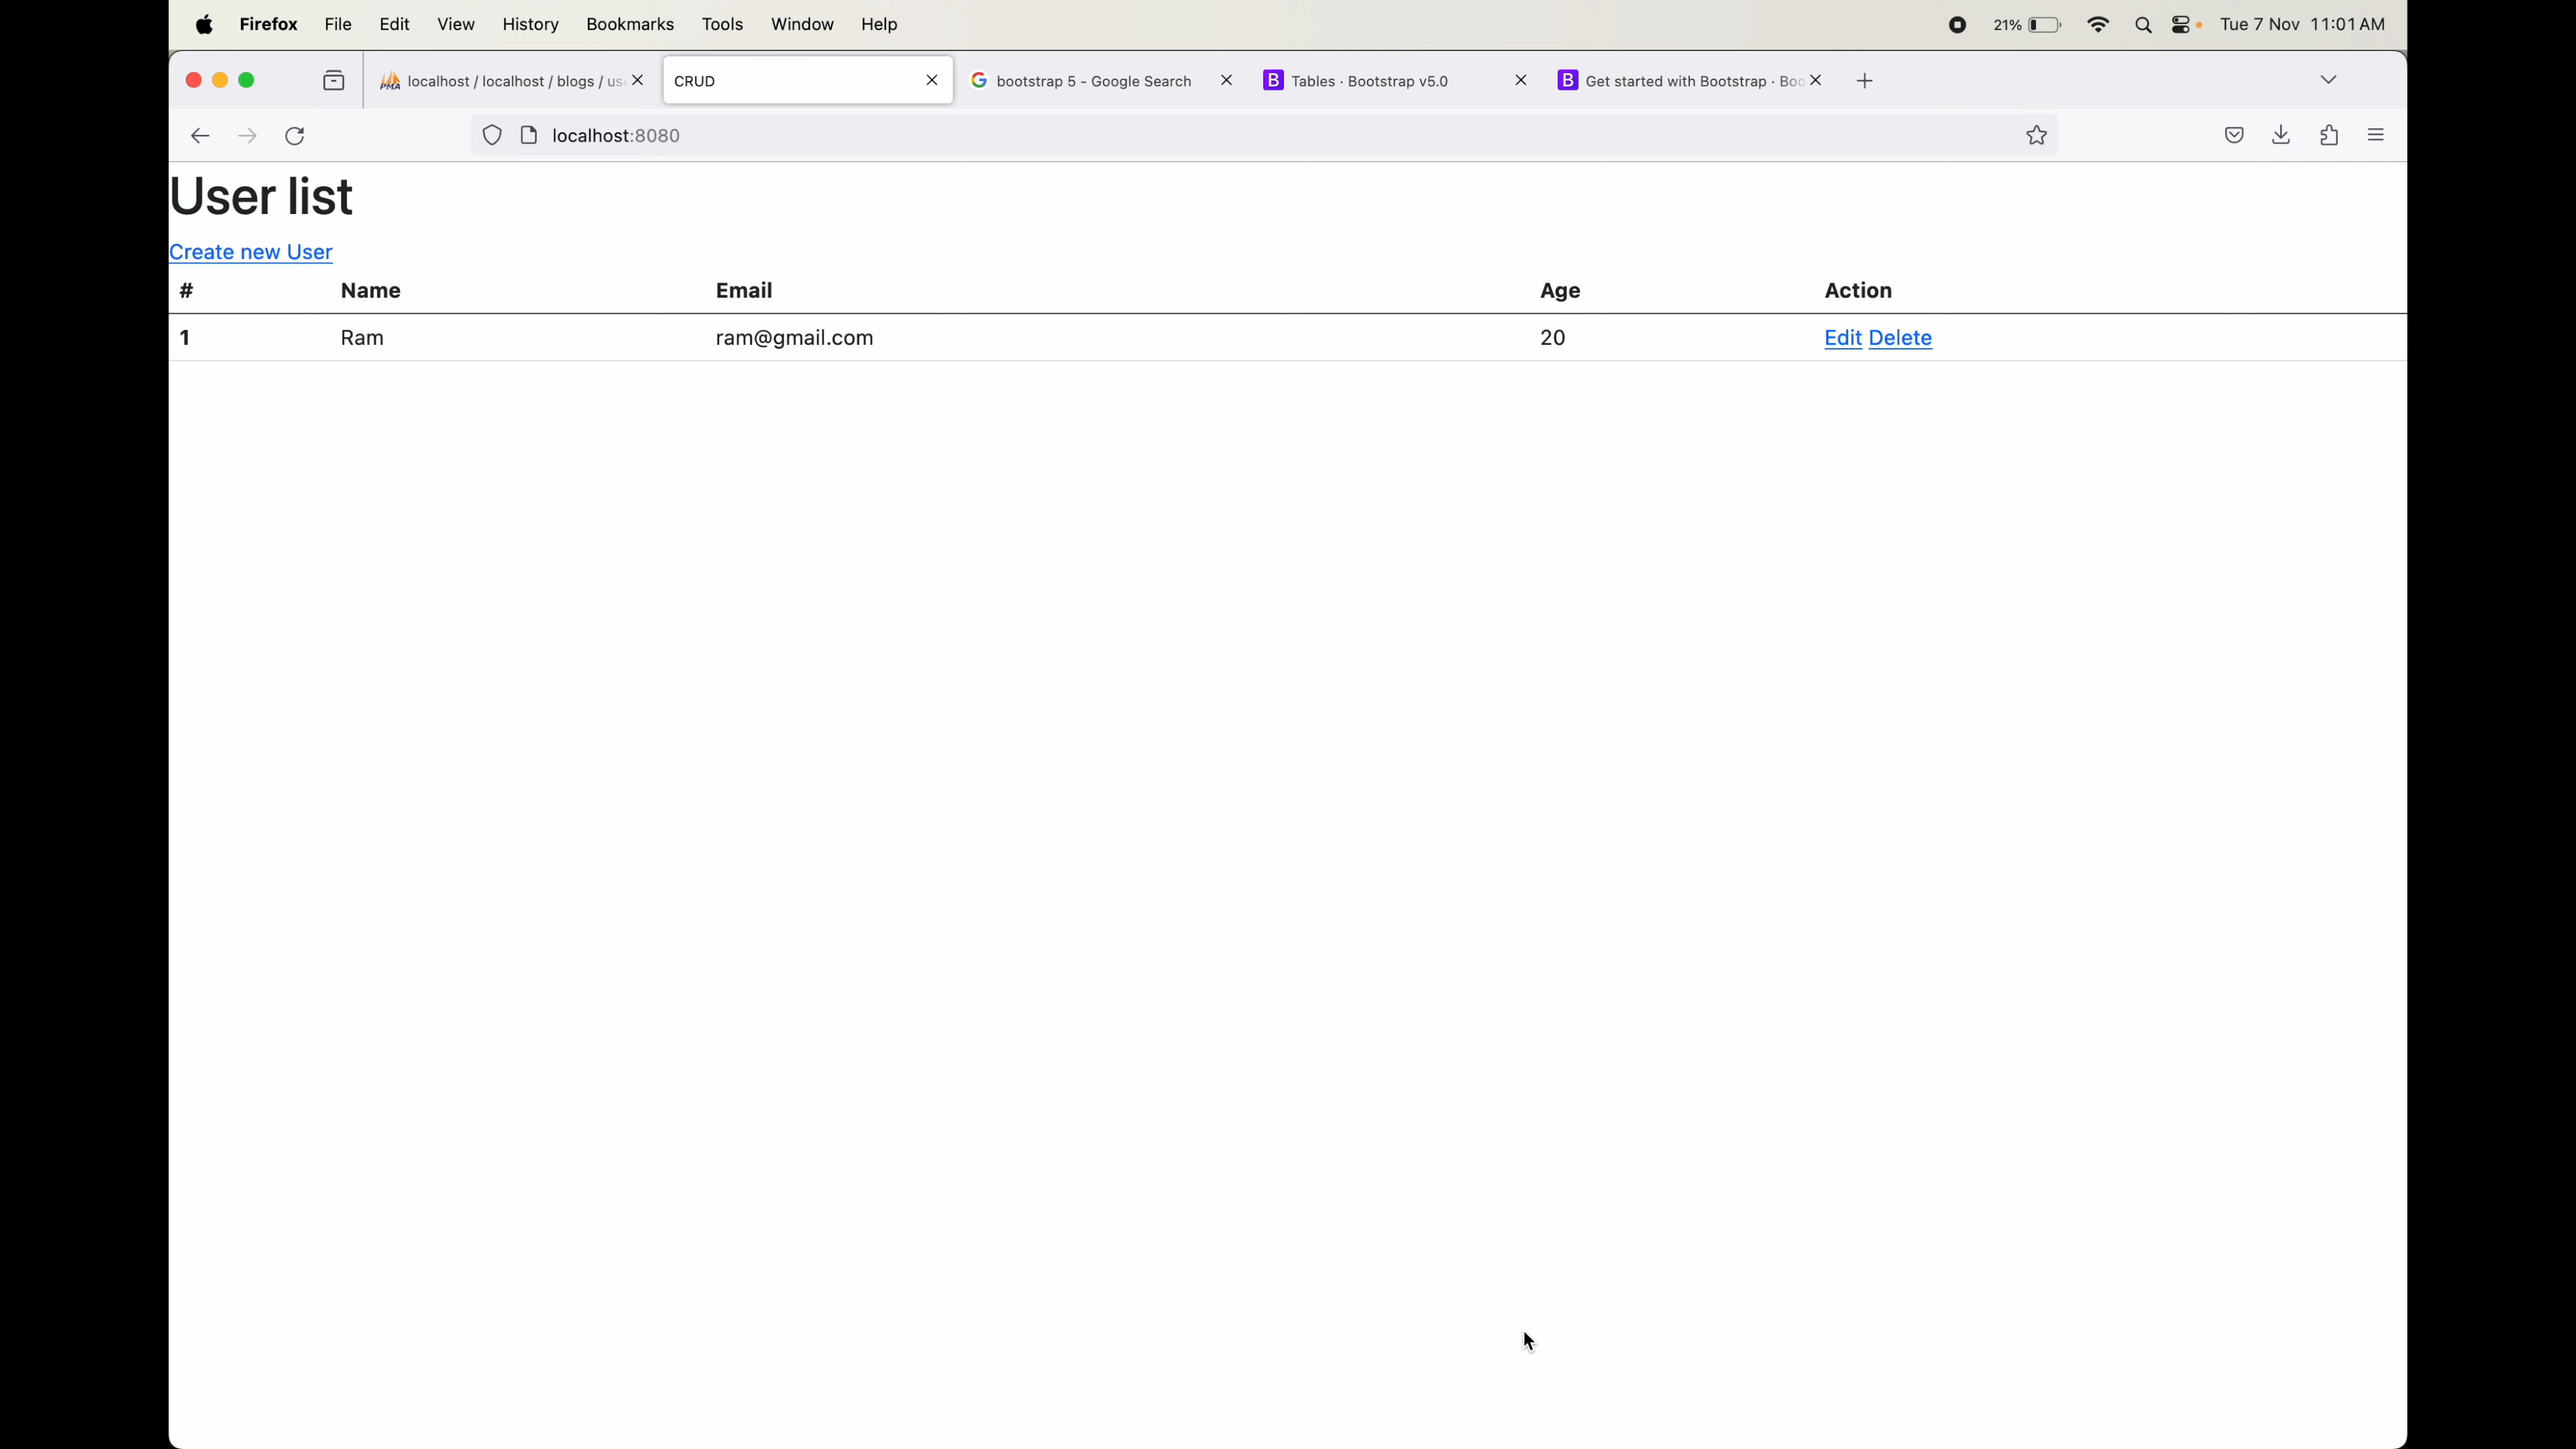 Firefox File Edit View History Bookmarks Tools Window Help 21% Tue 7 Nov 11:01 AM
PMA localhost / localhost / blogs / use CRUD G bootstrap 5 - Google Search B Tables · Bootstrap v5.0 B Get started with Bootstrap · Boo
localhost:8080
User list
Create new User
# Name Email Age Action
1 Ram ram@gmail.com 20 Edit Delete